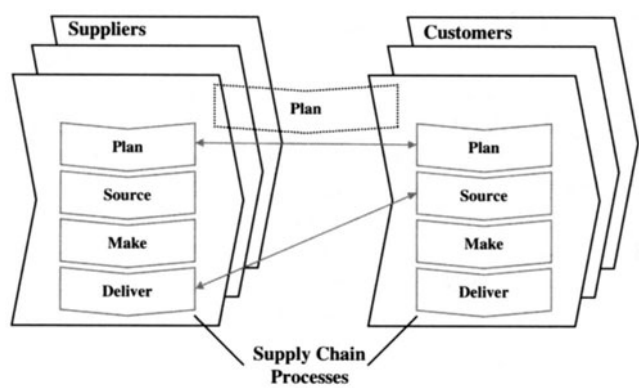 Suppliers
Customers
Plan
Plan
Source
Make
Deliver
Plan
Source
Make
Deliver
Supply Chain
Processes